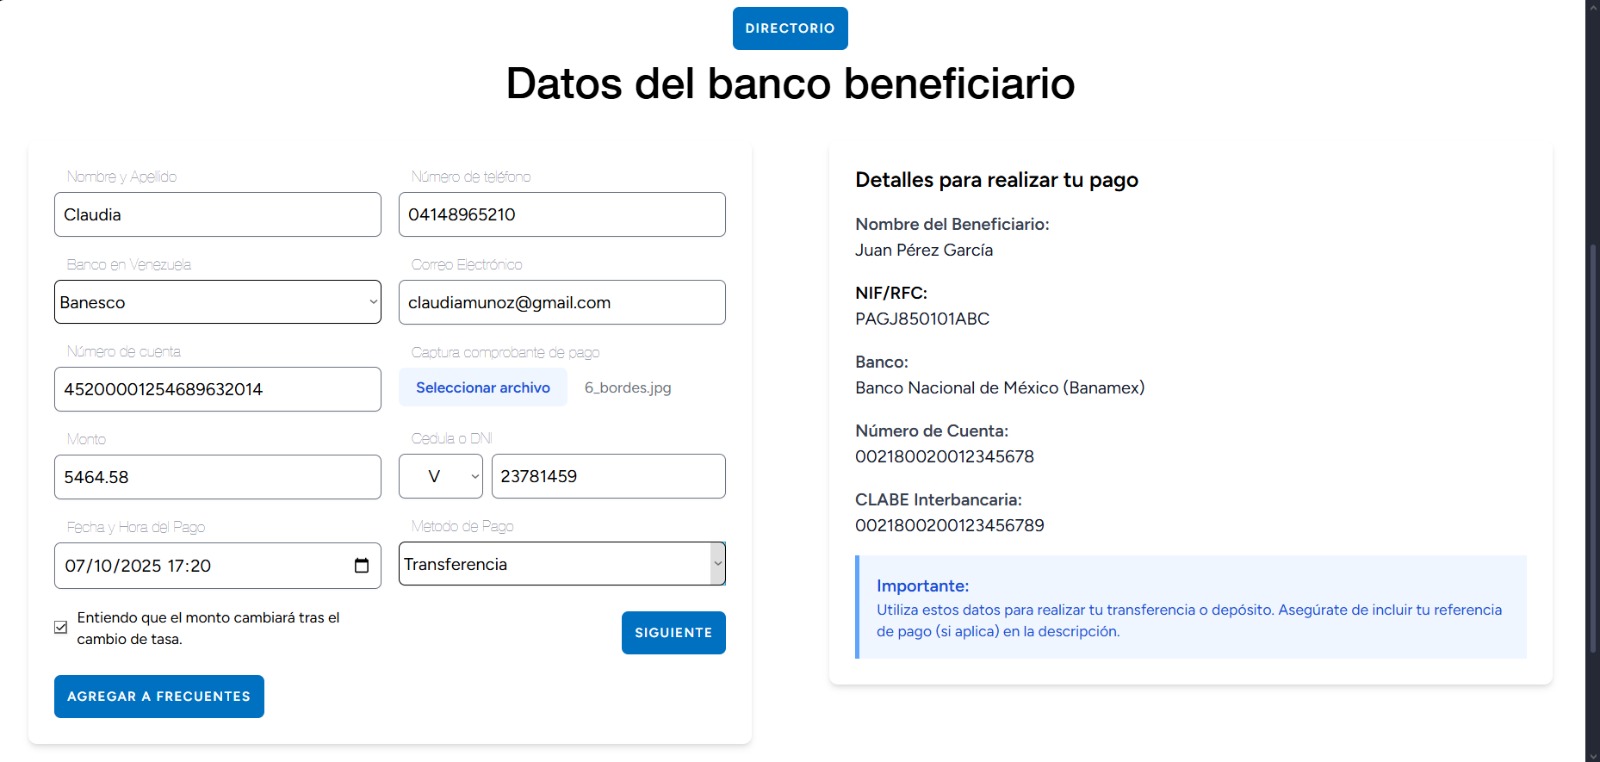 DIRECTORIO
Datos del banco beneficiario
Nombre y Apelido
Número de teléfono
Claudia
04148965210
Banco en Venezuela
Correo Electrónico
Banesco
claudiamunoz@gmail.com
Número de cuenta
Captura comprobante de pago
45200001254689632014
Seleccionar archivo
6_bordes.jpg
Monto
Cedula o DNI
5464.58
V
23781459
Fecha y Hora del Pago
Metodo de Pago
07/10/2025 17:20
Transferencia
Entiendo que el monto cambiará tras el
cambio de tasa.
SIGUIENTE
AGREGAR A FRECUENTES
Detalles para realizar tu pago
Nombre del Beneficiario:
Juan Pérez García
NIF/RFC:
PAGJ850101ABC
Banco:
Banco Nacional de México (Banamex)
Número de Cuenta:
002180020012345678
CLABE Interbancaria:
0021800200123456789
Importante:
Utiliza estos datos para realizar tu transferencia o depósito. Asegúrate de incluir tu referencia
de pago (si aplica) en la descripción.